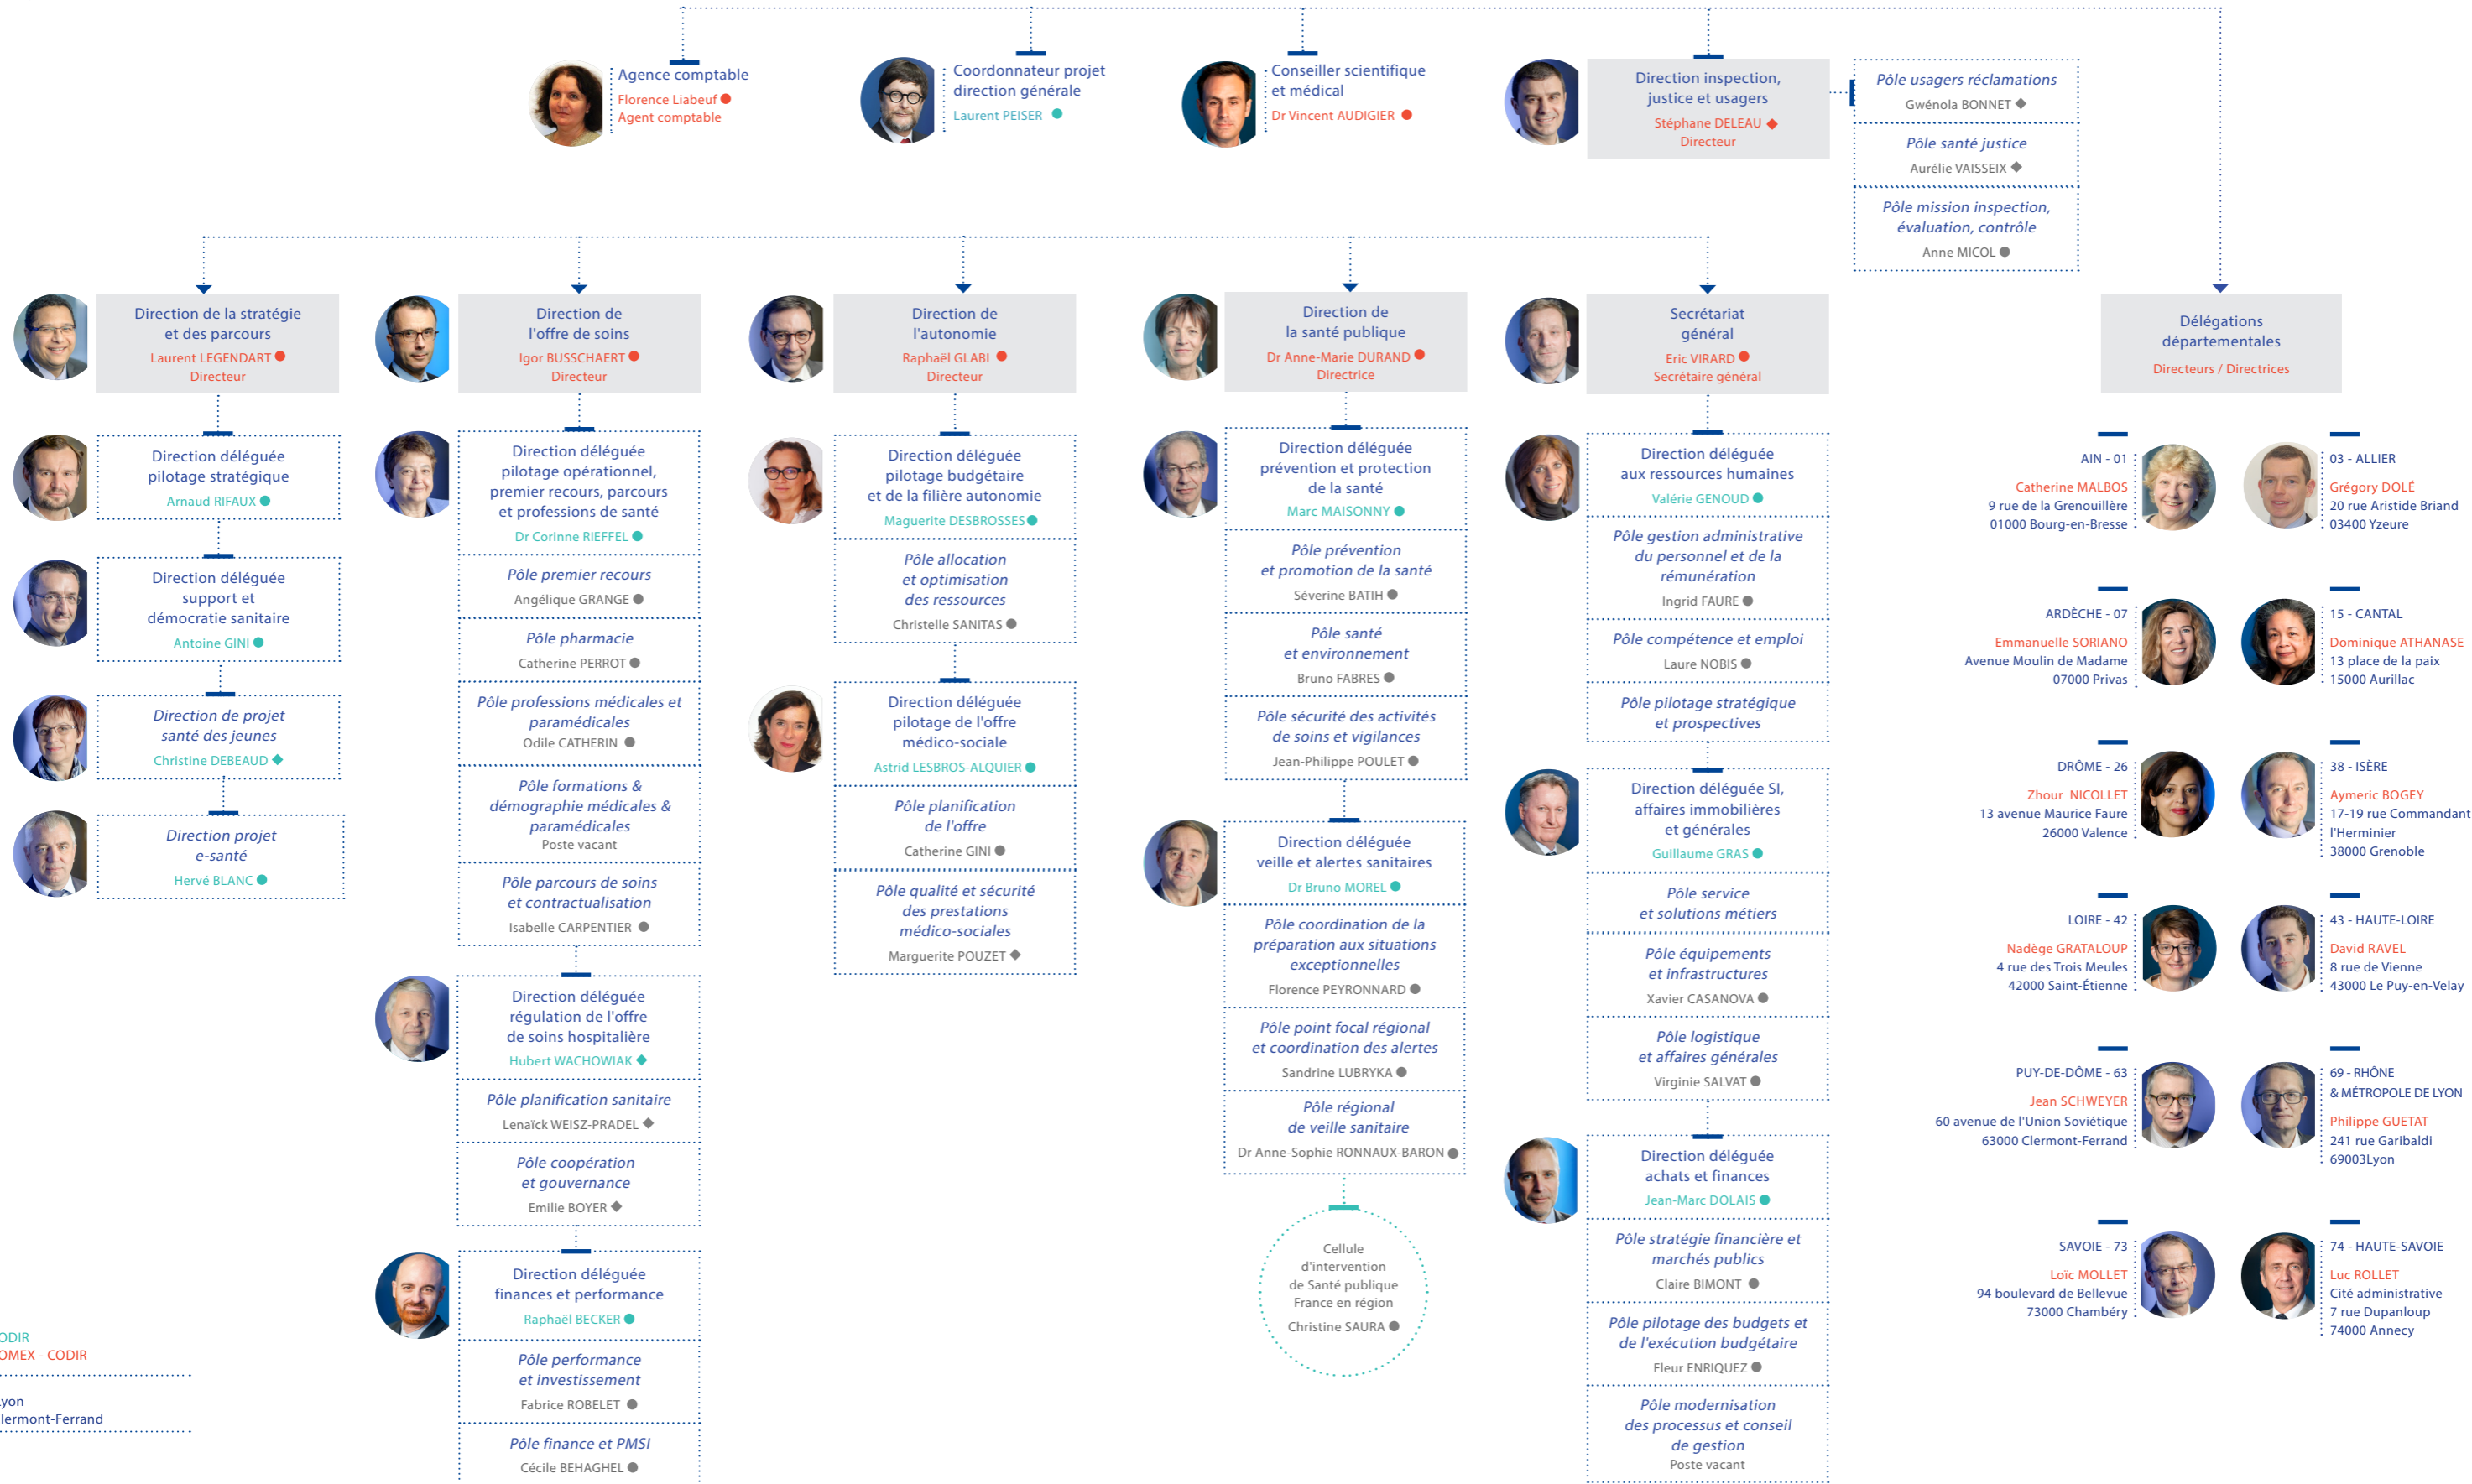 Agence comptable
Florence Liabeuf
Agent comptable
Coordonnateur projet
direction générale
Laurent PEISER
Conseiller scientifique
et médical
Dr Vincent AUDIGIER
Direction inspection,
justice et usagers
Stéphane DELEAU
Directeur
Pôle usagers réclamations
Gwénola BONNET
Pôle santé justice
Aurélie VAISSEIX
Pôle mission inspection,
évaluation, contrôle
Anne MICOL
Direction de la stratégie
et des parcours
Laurent LEGENDART
Directeur
Direction déléguée
pilotage stratégique
Arnaud RIFAUX
Direction déléguée
support et
démocratie sanitaire
Antoine GINI
Direction de projet
santé des jeunes
Christine DEBEAUD
Direction projet
e-santé
Hervé BLANC
Direction de
l'offre de soins
Igor BUSSCHAERT
Directeur
Direction déléguée
pilotage opérationnel,
premier recours, parcours
et professions de santé
Dr Corinne RIEFFEL
Pôle premier recours
Angélique GRANGE
Pôle pharmacie
Catherine PERROT
Pôle professions médicales et
paramédicales
Odile CATHERIN
Pôle formations &
démographie médicales &
paramédicales
Poste vacant
Pôle parcours de soins
et contractualisation
Isabelle CARPENTIER
Direction déléguée
régulation de l'offre
de soins hospitalière
Hubert WACHOWIAK
Pôle planification sanitaire
Lenaïck WEISZ-PRADEL
Pôle coopération
et gouvernance
Emilie BOYER
Direction déléguée
finances et performance
Raphaël BECKER
Pôle performance
et investissement
Fabrice ROBELET
Pôle finance et PMSI
Cécile BEHAGHEL
Direction de
l'autonomie
Raphaël GLABI
Directeur
Direction déléguée
pilotage budgétaire
et de la filière autonomie
Maguerite DESBROSSES
Pôle allocation
et optimisation
des ressources
Christelle SANITAS
Direction déléguée
pilotage de l'offre
médico-sociale
Astrid LESBROS-ALQUIER
Pôle planification
de l'offre
Catherine GINI
Pôle qualité et sécurité
des prestations
médico-sociales
Marguerite POUZET
Direction de
la santé publique
Dr Anne-Marie DURAND
Directrice
Direction déléguée
prévention et protection
de la santé
Marc MAISONNY
Pôle prévention
et promotion de la santé
Séverine BATIH
Pôle santé
et environnement
Bruno FABRES
Pôle sécurité des activités
de soins et vigilances
Jean-Philippe POULET
Direction déléguée
veille et alertes sanitaires
Dr Bruno MOREL
Pôle coordination de la
préparation aux situations
exceptionnelles
Florence PEYRONNARD
Pôle point focal régional
et coordination des alertes
Sandrine LUBRYKA
Pôle régional
de veille sanitaire
Dr Anne-Sophie RONNAUX-BARON
Cellule
d'intervention
de Santé publique
France en région
Christine SAURA
Secrétariat
général
Eric VIRARD
Secrétaire général
Direction déléguée
aux ressources humaines
Valérie GENOUD
Pôle gestion administrative
du personnel et de la
rémunération
Ingrid FAURE
Pôle compétence et emploi
Laure NOBIS
Pôle pilotage stratégique
et prospectives
Direction déléguée SI,
affaires immobilières
et générales
Guillaume GRAS
Pôle service
et solutions métiers
Pôle équipements
et infrastructures
Xavier CASANOVA
Pôle logistique
et affaires générales
Virginie SALVAT
Direction déléguée
achats et finances
Jean-Marc DOLAIS
Pôle stratégie financière et
marchés publics
Claire BIMONT
Pôle pilotage des budgets et
de l'exécution budgétaire
Fleur ENRIQUEZ
Pôle modernisation
des processus et conseil
de gestion
Poste vacant
Délégations
départementales
Directeurs / Directrices
AIN - 01
Catherine MALBOS
9 rue de la Grenouillère
01000 Bourg-en-Bresse
03 - ALLIER
Grégory DOLÉ
20 rue Aristide Briand
03400 Yzeure
ARDÈCHE - 07
Emmanuelle SORIANO
Avenue Moulin de Madame
07000 Privas
15 - CANTAL
Dominique ATHANASE
13 place de la paix
15000 Aurillac
DRÔME - 26
Zhour NICOLLET
13 avenue Maurice Faure
26000 Valence
38 - ISÈRE
Aymeric BOGEY
17-19 rue Commandant
l'Herminier
38000 Grenoble
LOIRE - 42
Nadège GRATALOUP
4 rue des Trois Meules
42000 Saint-Étienne
43 - HAUTE-LOIRE
David RAVEL
8 rue de Vienne
43000 Le Puy-en-Velay
PUY-DE-DÔME - 63
Jean SCHWEYER
60 avenue de l'Union Soviétique
63000 Clermont-Ferrand
69 - RHÔNE
& MÉTROPOLE DE LYON
Philippe GUETAT
241 rue Garibaldi
69003Lyon
SAVOIE - 73
Loïc MOLLET
94 boulevard de Bellevue
73000 Chambéry
74 - HAUTE-SAVOIE
Luc ROLLET
Cité administrative
7 rue Dupanloup
74000 Annecy
ODIR
OMEX - CODIR
yon
lermont-Ferrand